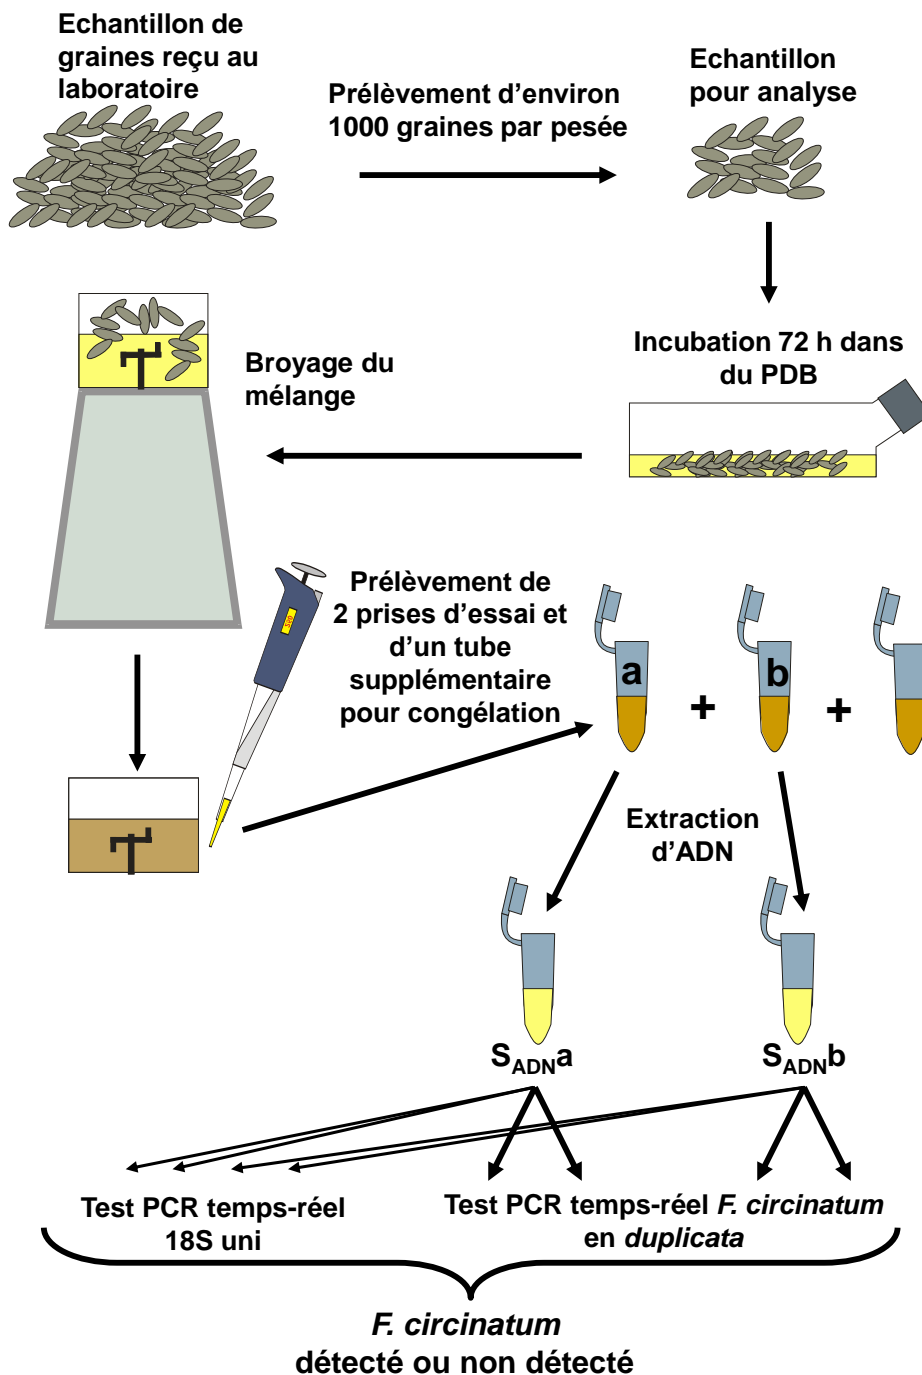 Echantillon de
graines reçu au
laboratoire
Prélèvement d'environ
1000 graines par pesée
Echantillon
pour analyse
Incubation 72 h dans
du PDB
Broyage du
mélange
Prélèvement de
2 prises d'essai et
d'un tube
supplémentaire
pour congélation
a
+
b
+
Extraction
d'ADN
SADNa
SADNb
Test PCR temps-réel
18S uni
Test PCR temps-réel F. circinatum
en duplicata
F. circinatum
détecté ou non détecté